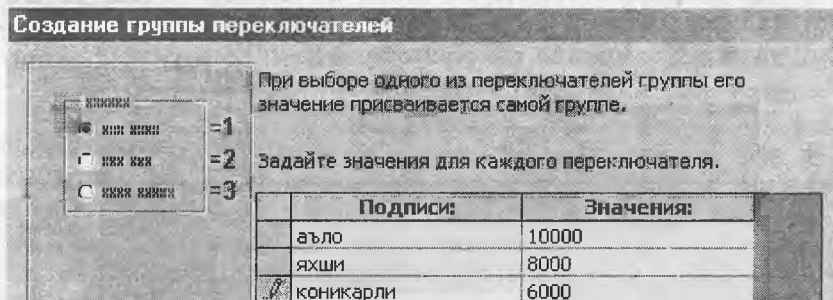 Создание группы переключателей
При выборе одного из переключателей группы его
значение присваивается самой группе.
=1
=2
=3
Задайте значения для каждого переключателя.
Подписи: Значения:
аъло 10000
яхши 8000
коникарли 6000